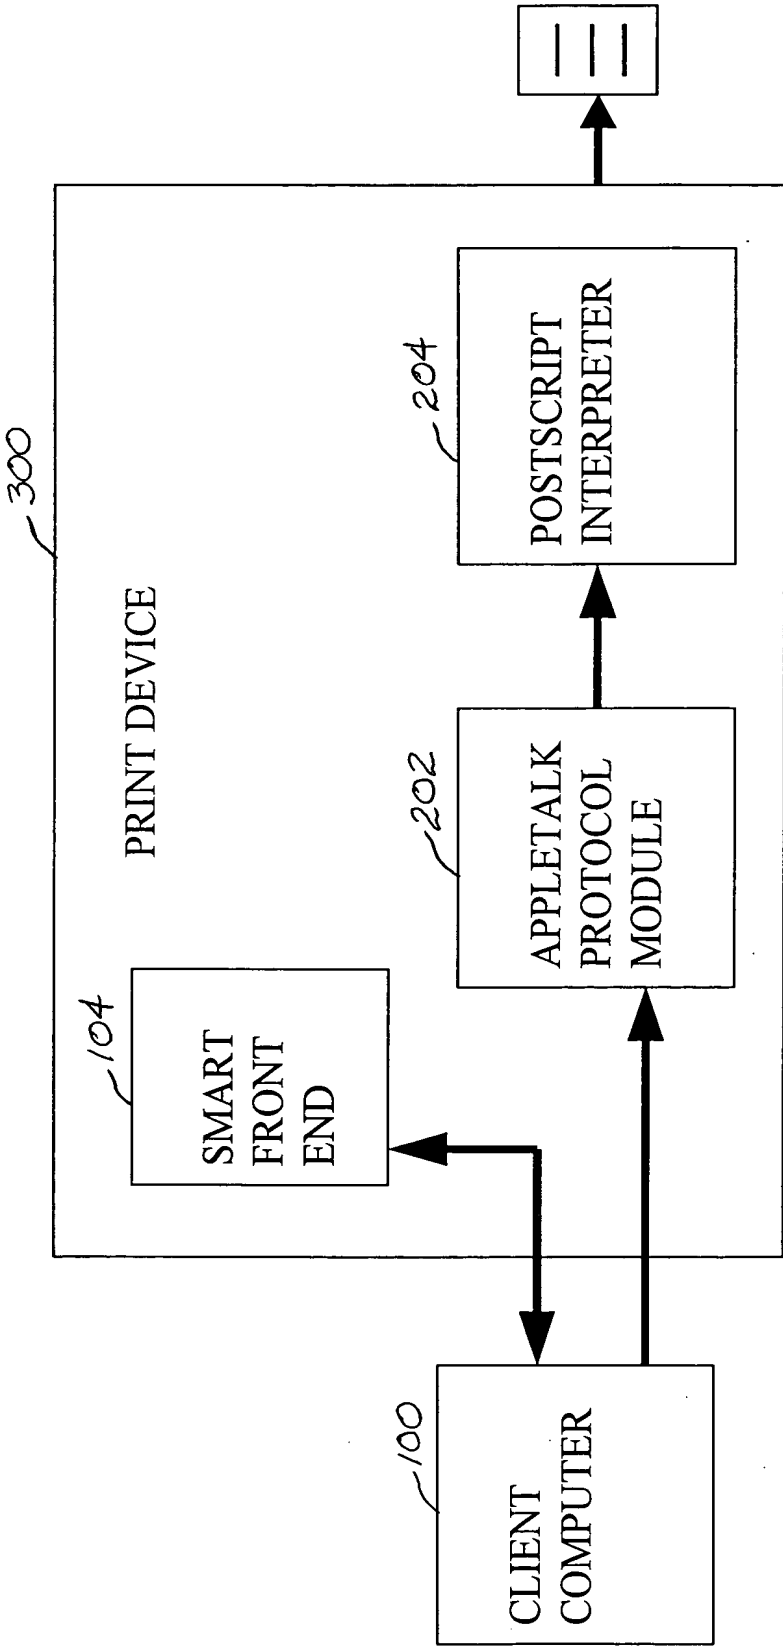 300
PRINT DEVICE
104
SMART
FRONT
END
204
POSTSCRIPT
INTERPRETER
202
APPLETALK
PROTOCOL
MODULE
100
CLIENT
COMPUTER